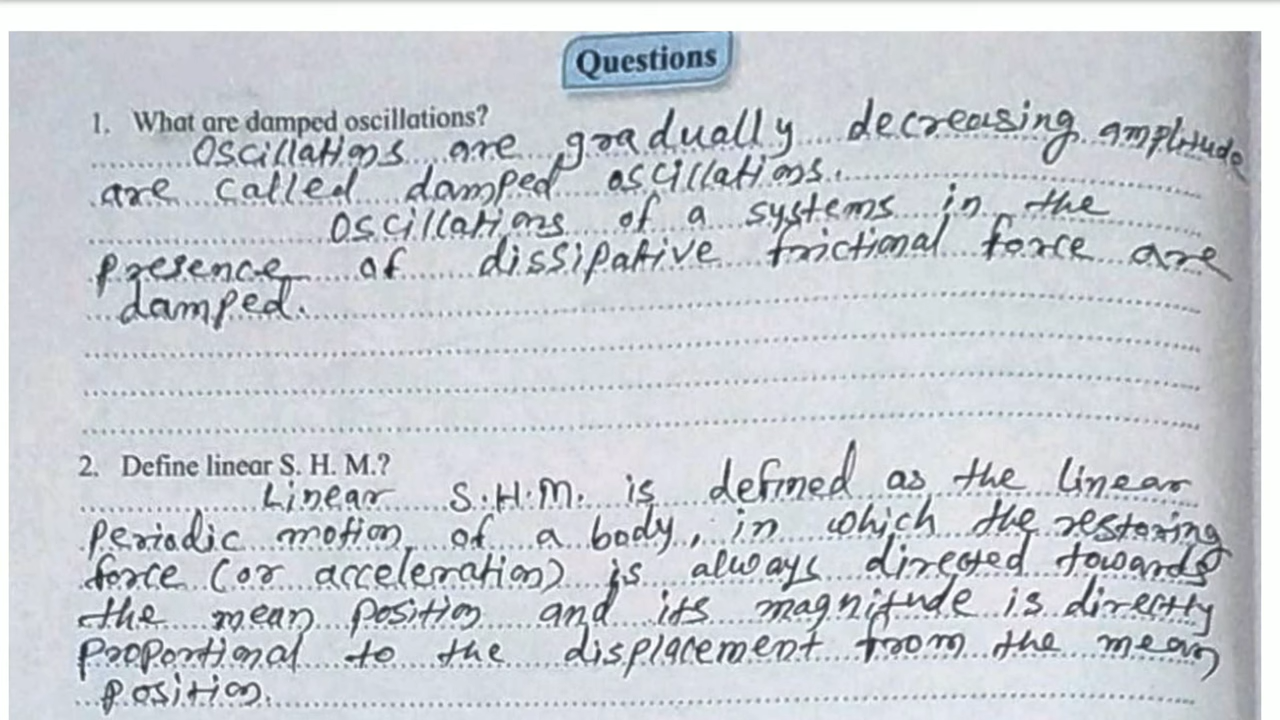 Questions
1. What are damped oscillations?
Oscillations are gradually decreasing amplitude
are called damped oscillations.
Oscillations of a systems in the
presence of dissipative frictional force are
damped.
2. Define linear S. H. M.?
Linear S.H.M. is defined as the linear
periodic motion of a body, in which the restoring
force (or acceleration) is always directed towards
the mean position and its magnitude is directly
proportional to the displacement from the mean
position.